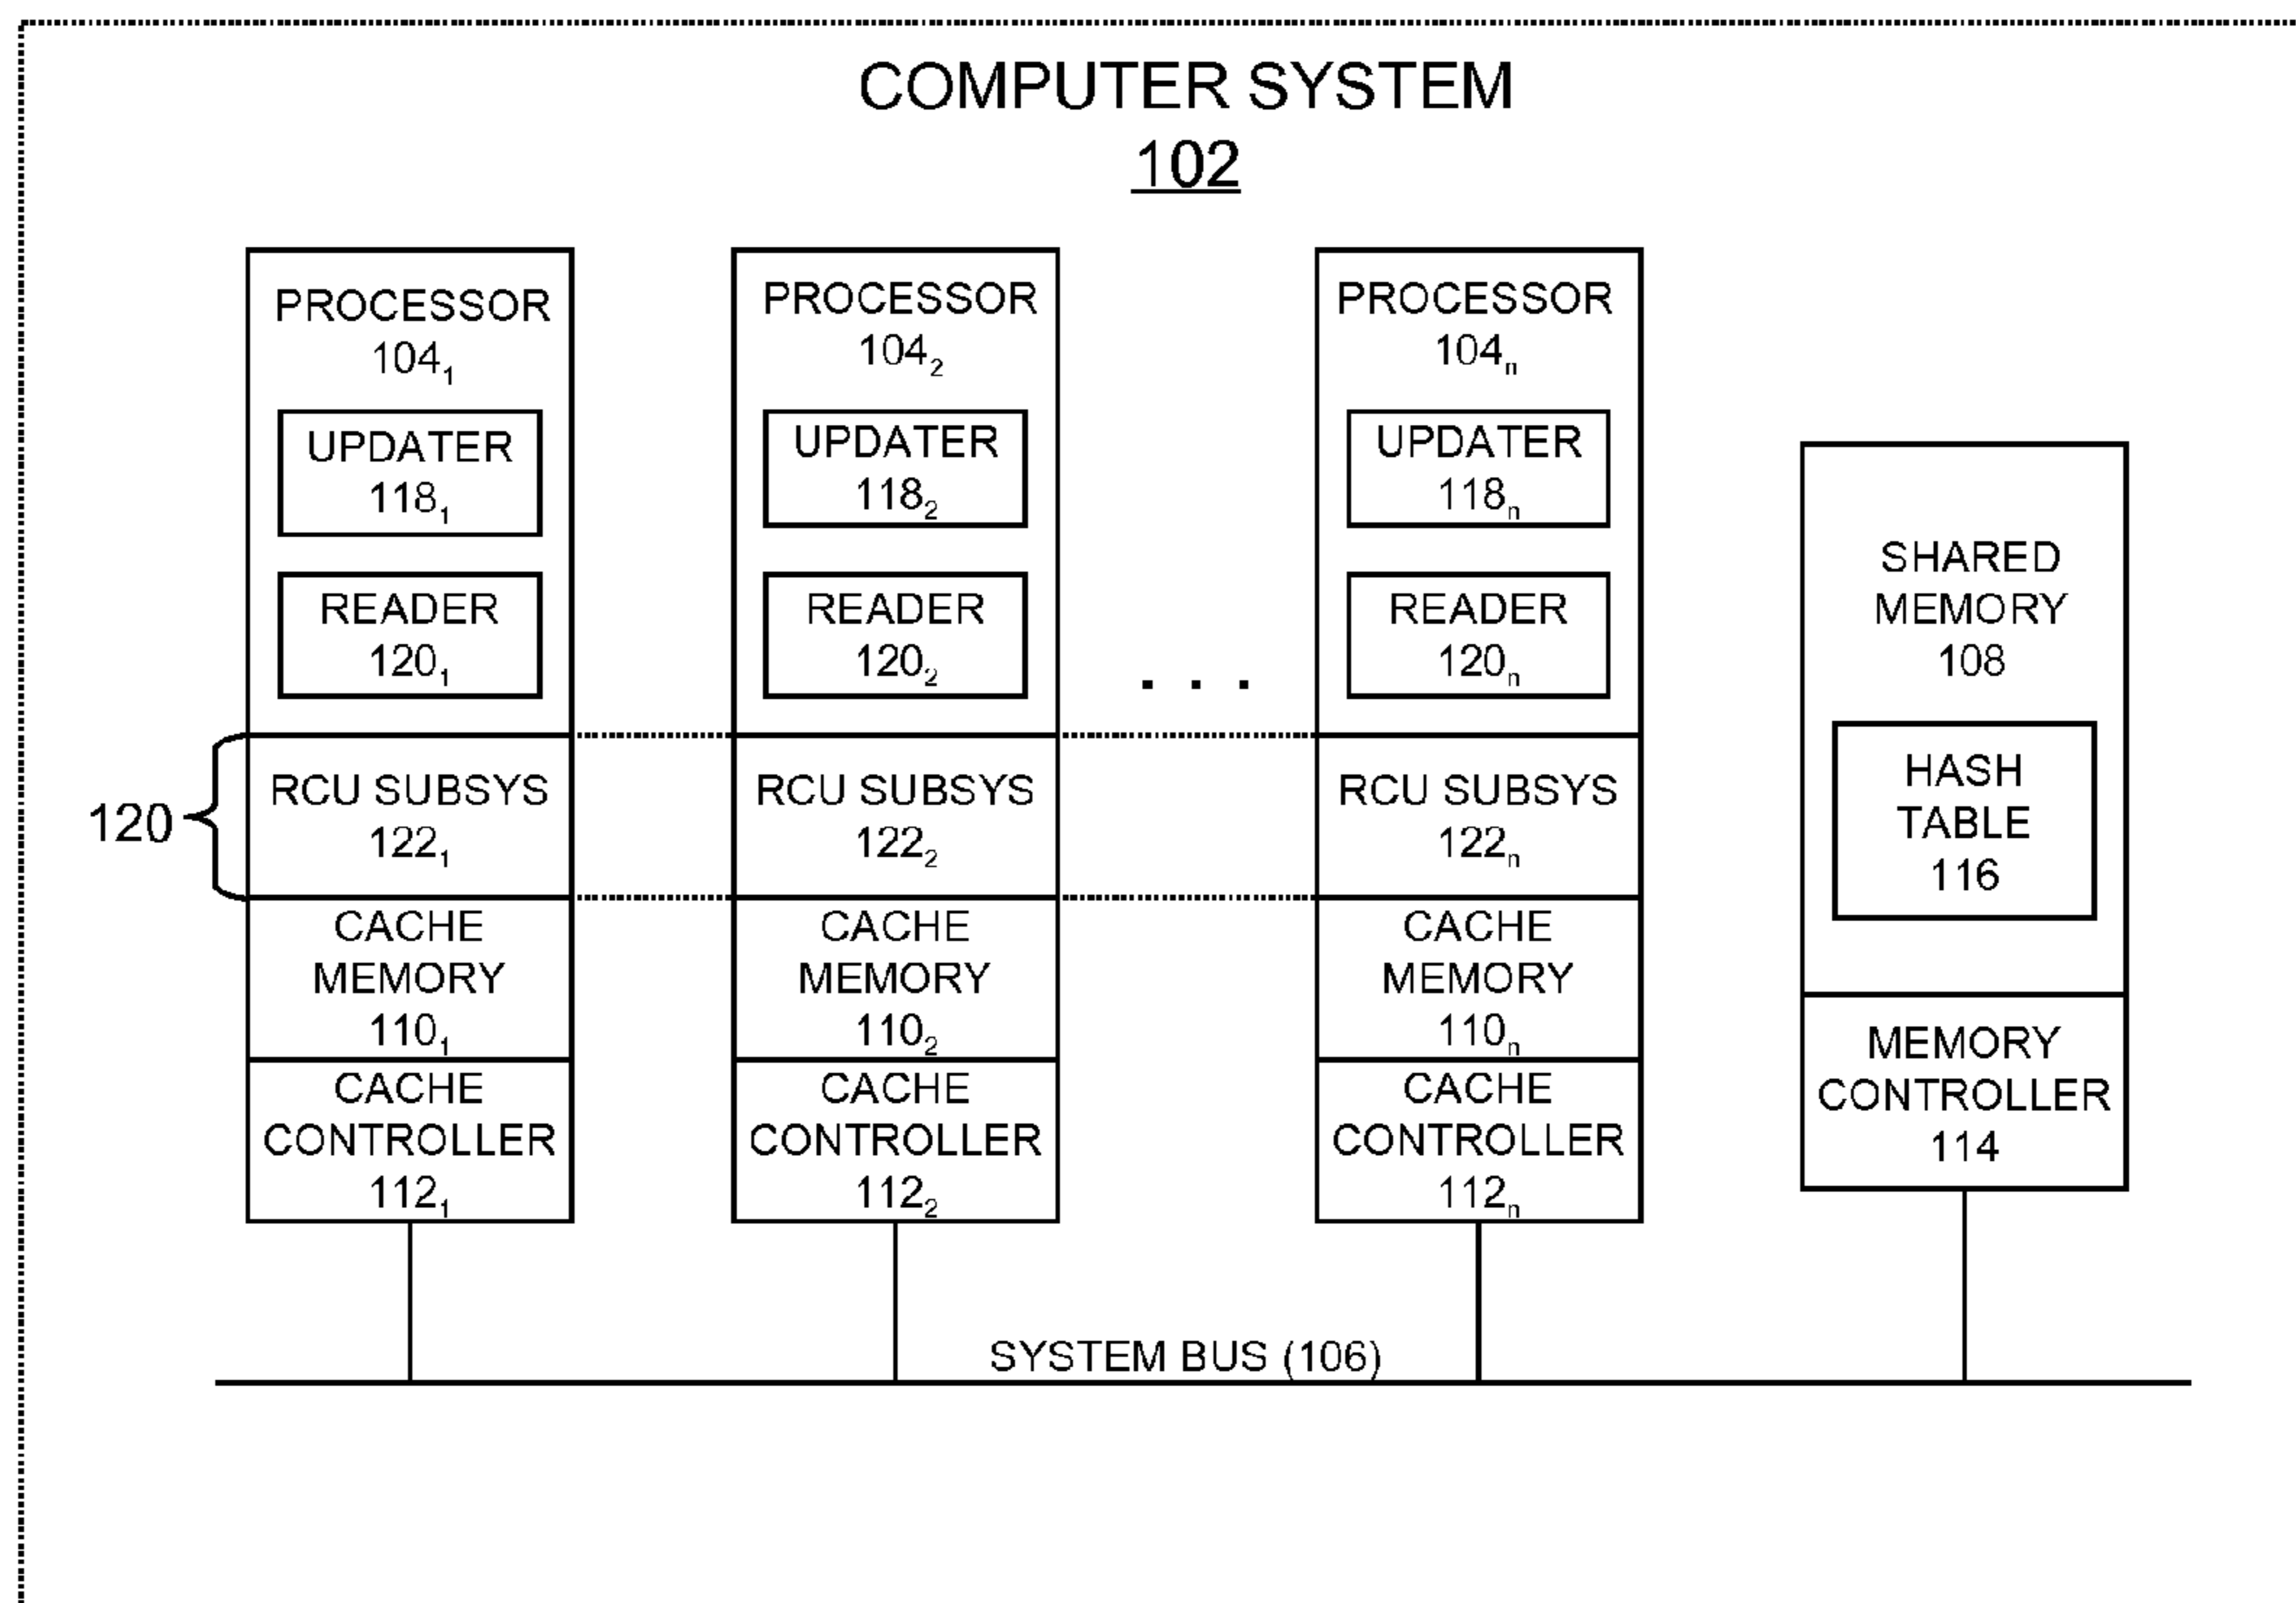 COMPUTER SYSTEM
102
PROCESSOR
104₁
UPDATER
118₁
READER
120₁
RCU SUBSYS
122₁
CACHE
MEMORY
110₁
CACHE
CONTROLLER
112₁
PROCESSOR
104₂
UPDATER
118₂
READER
120₂
RCU SUBSYS
122₂
CACHE
MEMORY
110₂
CACHE
CONTROLLER
112₂
. . .
PROCESSOR
104ₙ
UPDATER
118ₙ
READER
120ₙ
RCU SUBSYS
122ₙ
CACHE
MEMORY
110ₙ
CACHE
CONTROLLER
112ₙ
SHARED
MEMORY
108
HASH
TABLE
116
MEMORY
CONTROLLER
114
120
SYSTEM BUS (106)